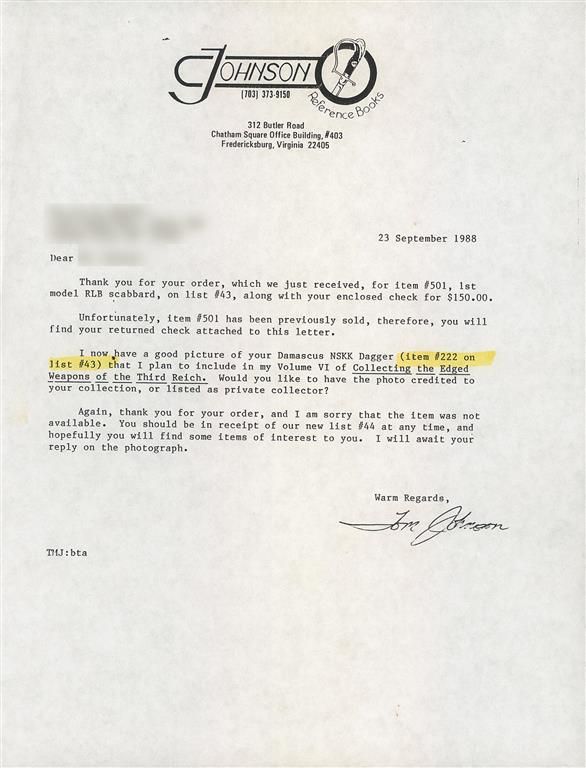 JOHNSON
(703) 373-9150
Reference Books
312 Butler Road
Chatham Square Office Building, #403
Fredericksburg, Virginia 22405
23 September 1988
Dear
Thank you for your order, which we just received, for item #501, 1st
model RLB scabbard, on list #43, along with your enclosed check for $150.00.
Unfortunately, item #501 has been previously sold, therefore, you will
find your returned check attached to this letter.
I now have a good picture of your Damascus NSKK Dagger (item #222 on
list #43) that I plan to include in my Volume VI of Collecting the Edged
Weapons of the Third Reich. Would you like to have the photo credited to
your collection, or listed as private collector?
Again, thank you for your order, and I am sorry that the item was not
available. You should be in receipt of our new list #44 at any time, and
hopefully you will find some items of interest to you. I will await your
reply on the photograph.
Warm Regards,
Tom Johnson
TMJ:bta